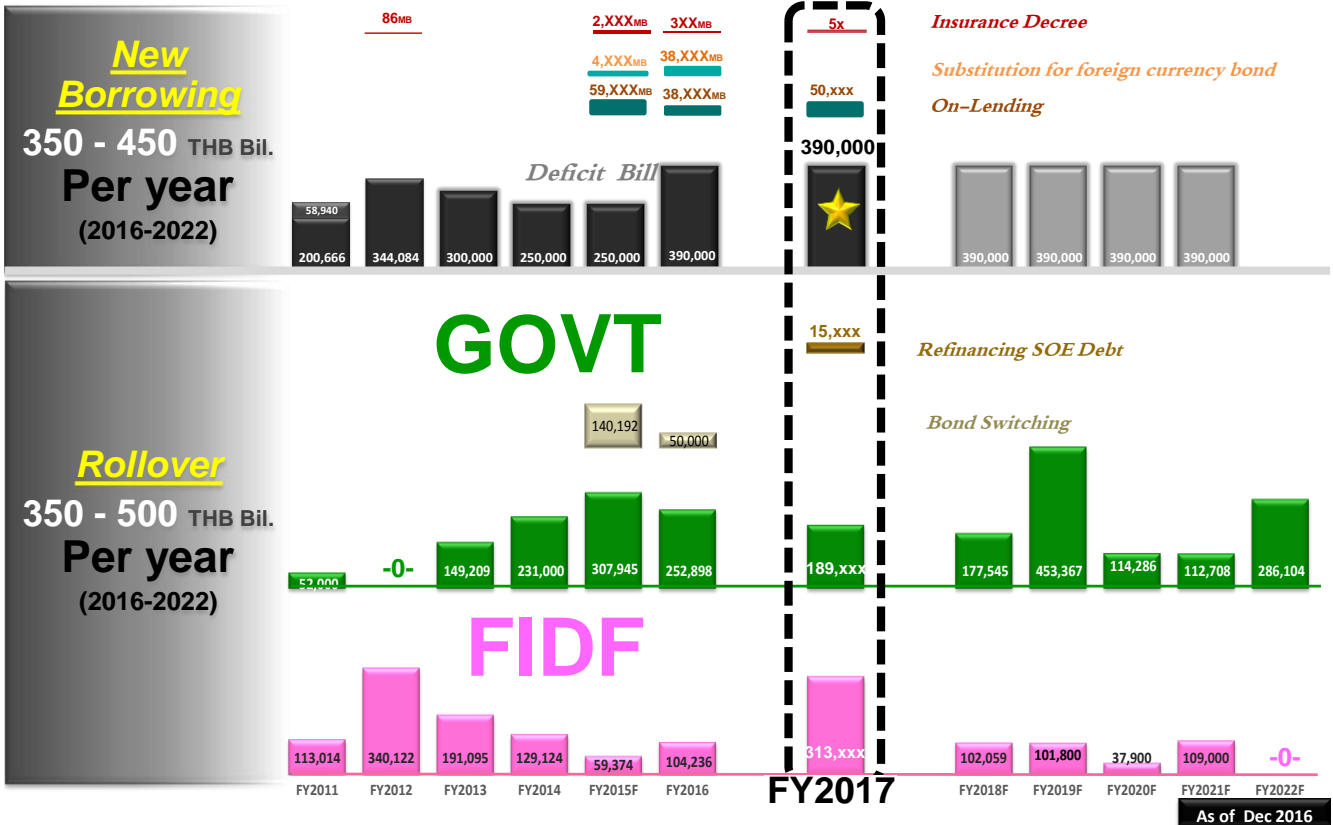 New
Borrowing
350 - 450 THB Bil.
Per year
(2016-2022)
86MB
2,XXXMB
3XXMB
5x
Insurance Decree
4,XXXMB
38,XXXMB
Substitution for foreign currency bond
59,XXXMB
38,XXXMB
50,xxx
On-Lending
390,000
Deficit Bill
58,940
200,666
344,084
300,000
250,000
250,000
390,000
390,000
390,000
390,000
390,000
GOVT
15,xxx
Refinancing SOE Debt
140,192
50,000
Bond Switching
Rollover
350 - 500 THB Bil.
Per year
(2016-2022)
52,000
-0-
149,209
231,000
307,945
252,898
189,xxx
177,545
453,367
114,286
112,708
286,104
FIDF
113,014
340,122
191,095
129,124
59,374
104,236
313,xxx
102,059
101,800
37,900
109,000
-0-
FY2011
FY2012
FY2013
FY2014
FY2015F
FY2016
FY2017
FY2018F
FY2019F
FY2020F
FY2021F
FY2022F
As of Dec 2016